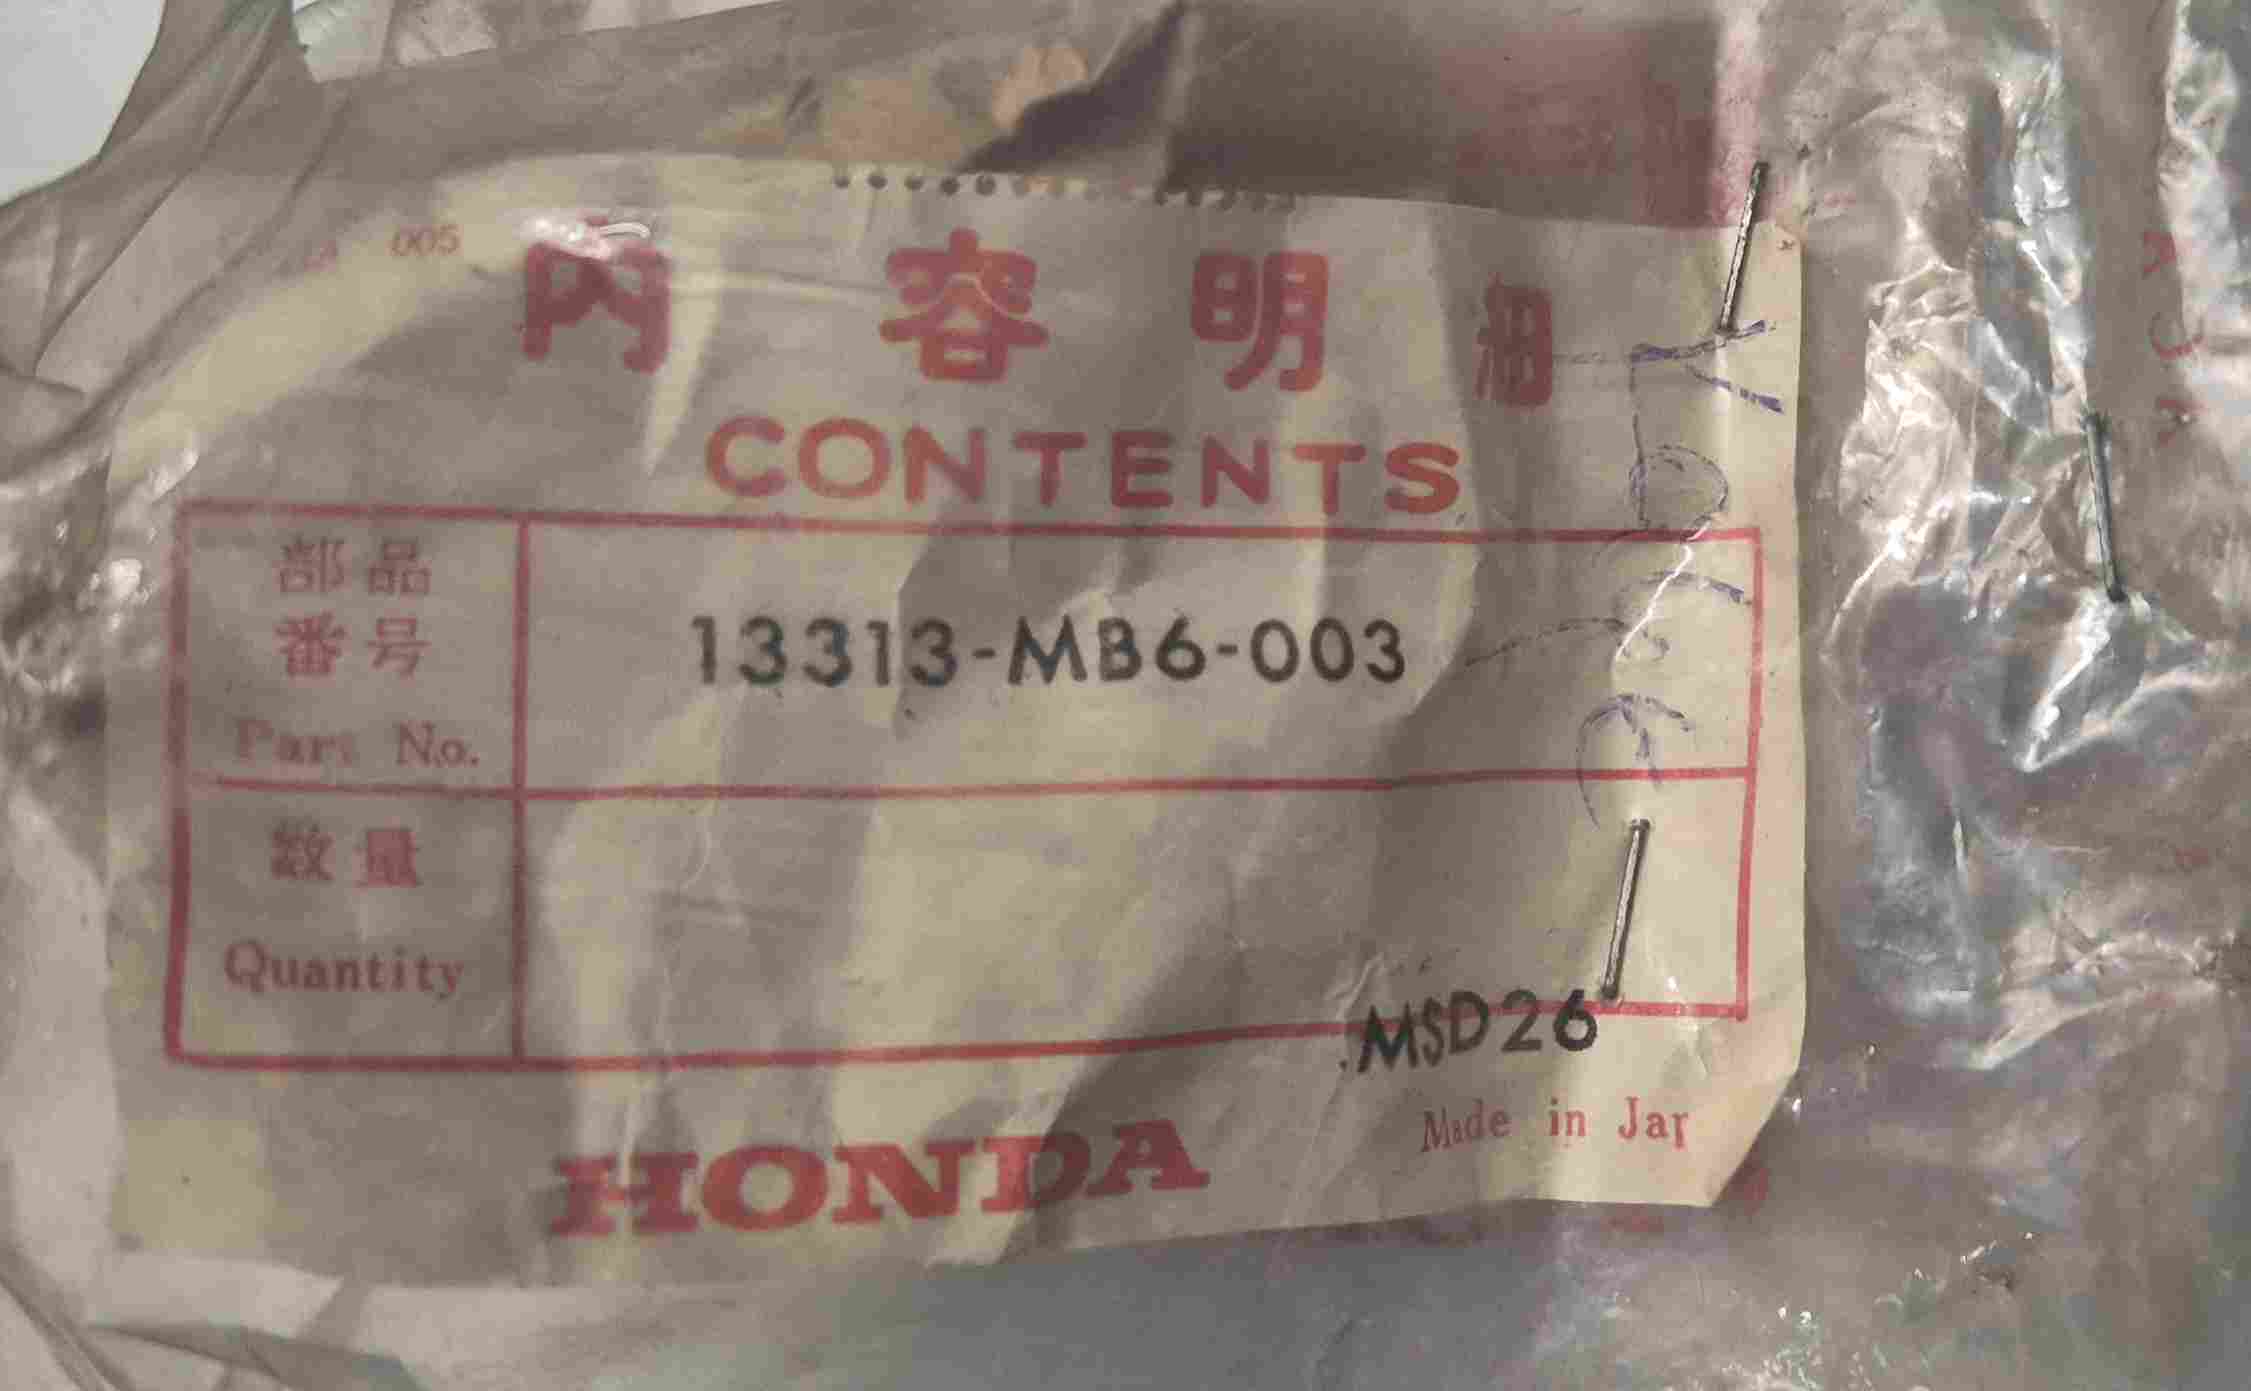 005
内容明細
CONTENTS
部品
番号
Part No.
13313-MB6-003
数量
Quantity
MSD26
Made in Jap
HONDA